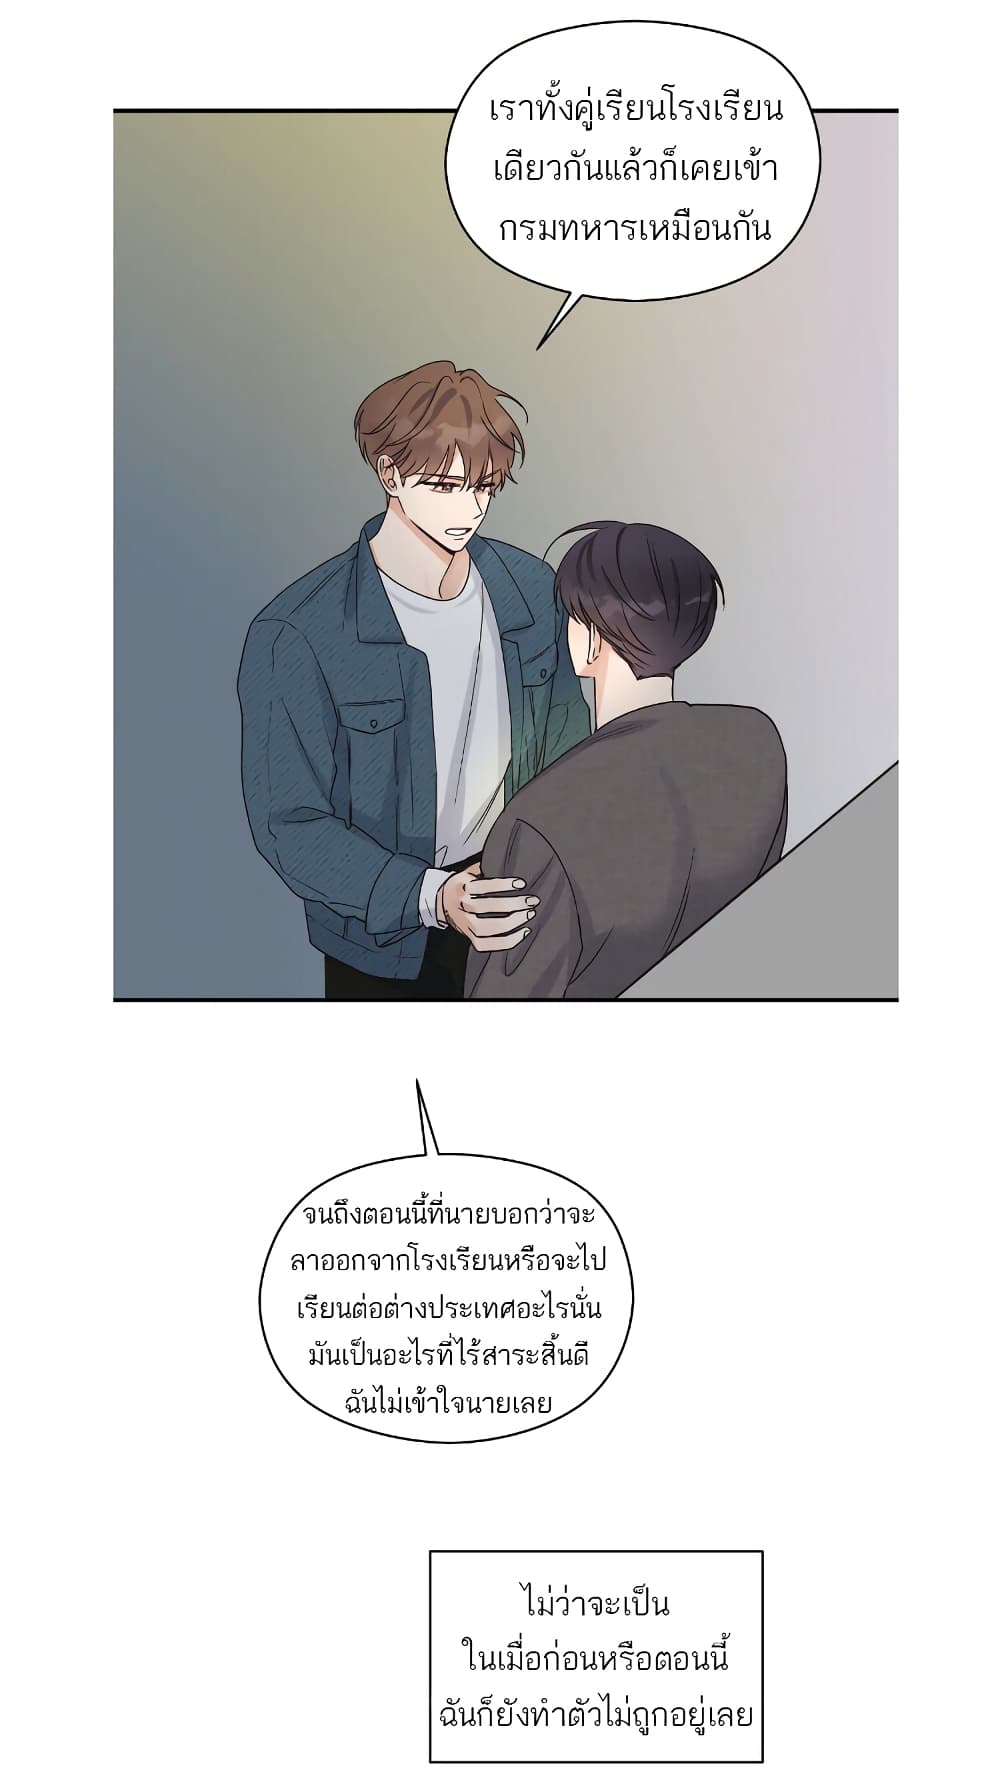 เราทั้งคู่เรียนโรงเรียน
เดียวกันแล้วก็เคยเข้า
กรมทหารเหมือนกัน
จนถึงตอนนี้ที่นายบอกว่าจะ
ลาออกจากโรงเรียนหรือจะไป
เรียนต่อต่างประเทศอะไรนั่น
มันเป็นอะไรที่ไร้สาระสิ้นดี
ฉันไม่เข้าใจนายเลย
ไม่ว่าจะเป็น
ในเมื่อก่อนหรือตอนนี้
ฉันก็ยังทำตัวไม่ถูกอยู่เลย